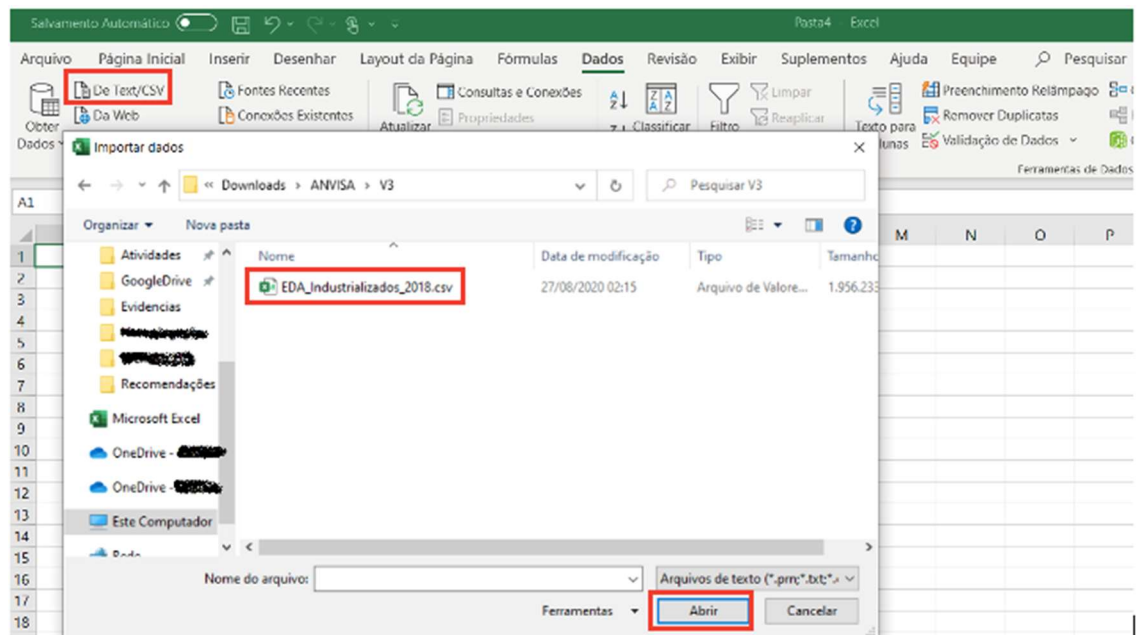 Salvamento Automático
Pasta4 - Excel
Arquivo Página Inicial Inserir Desenhar Layout da Página Fórmulas Dados Revisão Exibir Suplementos Ajuda Equipe Pesquisar
De Text/CSV Fontes Recentes Consultas e Conexões Limpar Preenchimento Relâmpago
Da Web Conexões Existentes Propriedades Reaplicar Remover Duplicatas
Obter Atualizar Classificar Filtro Texto para
Dados Validação de Dados
Ferramentas de Dados
Importar dados
Downloads > ANVISA > V3
Pesquisar V3
A1
Organizar Nova pasta
M N O P
Nome Data de modificação Tipo Tamanho
EDA_Industrializados_2018.csv 27/08/2020 02:15 Arquivo de Valore... 1.956.233
Atividades
GoogleDrive
Evidencias
Recomendações
Microsoft Excel
OneDrive -
OneDrive -
Este Computador
Rede
1
2
3
4
5
6
7
8
9
10
11
12
13
14
15
16
17
18
Nome do arquivo: Arquivos de texto (*.prn;*.txt;*.
Ferramentas Abrir Cancelar